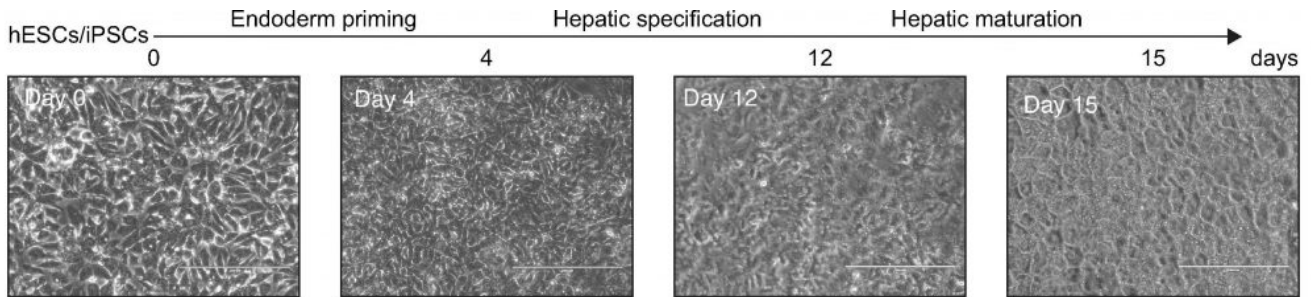 Endoderm priming Hepatic specification Hepatic maturation
hESCs/iPSCs
0 4 12 15 days
Day 0 Day 4 Day 12 Day 15